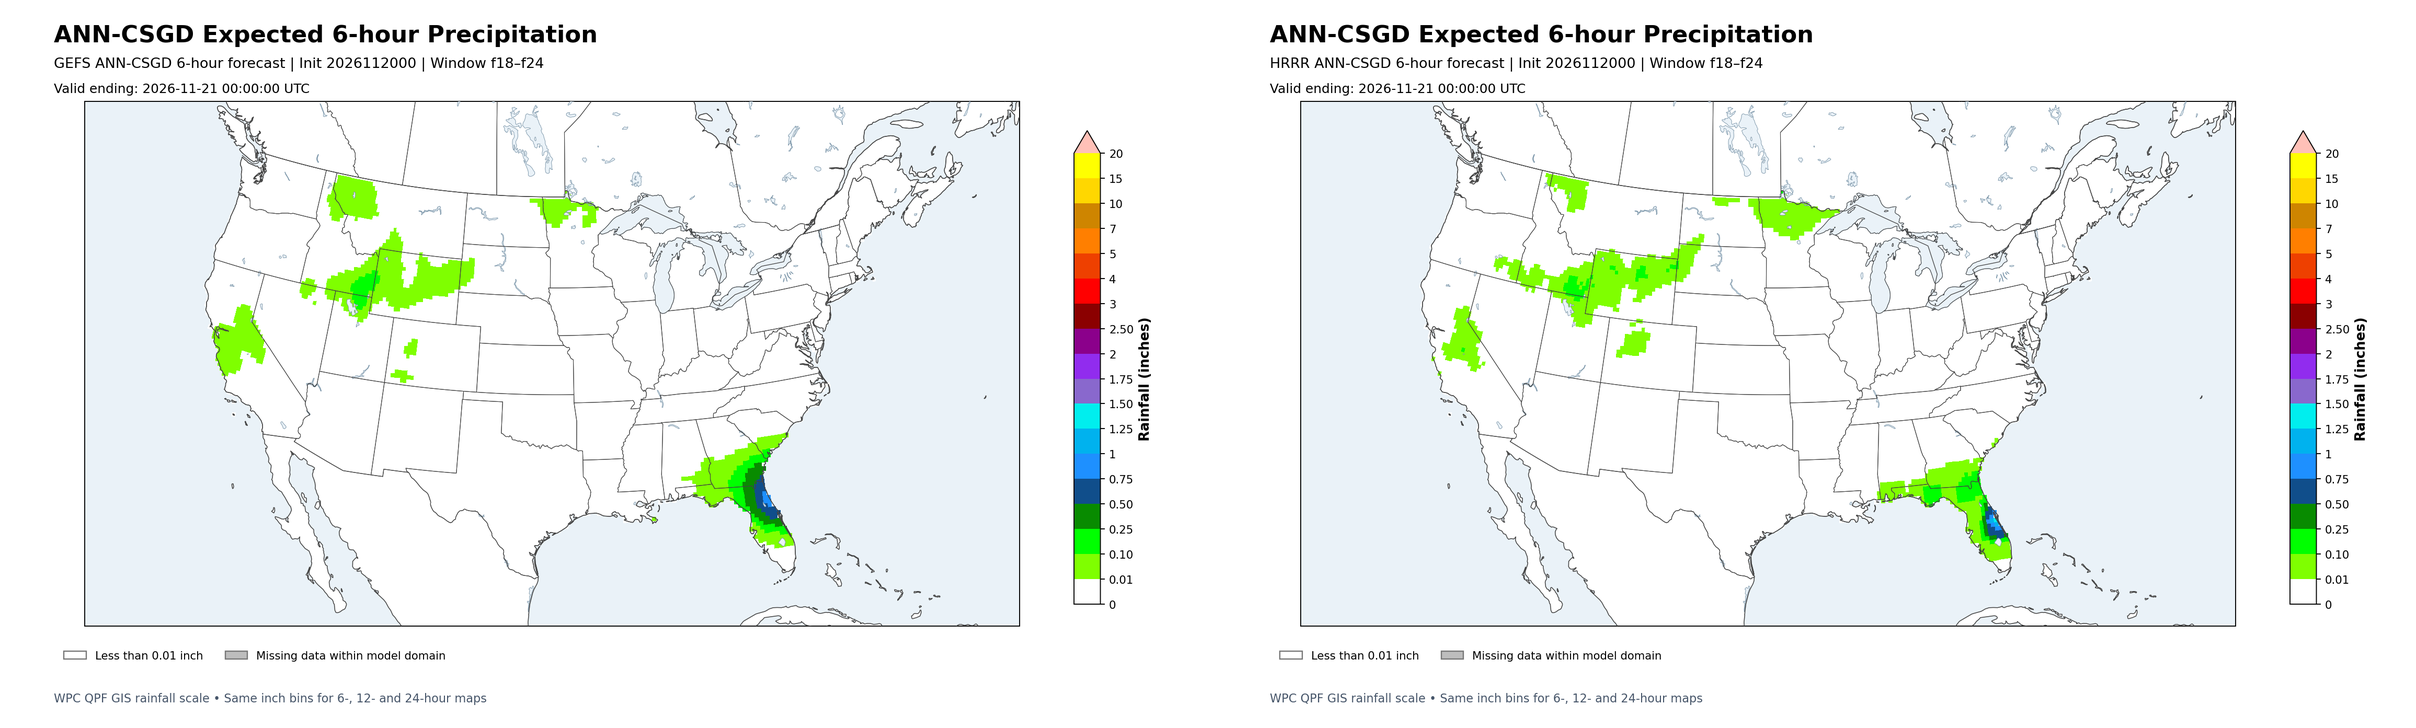 ANN-CSGD Expected 6-hour Precipitation
GEFS ANN-CSGD 6-hour forecast | Init 2026112000 | Window f18–f24
Valid ending: 2026-11-21 00:00:00 UTC
20
15
10
7
5
4
3
2.50
2
1.75
1.50
1.25
1
0.75
0.50
0.25
0.10
0.01
0
Rainfall (inches)
Less than 0.01 inch
Missing data within model domain
WPC QPF GIS rainfall scale • Same inch bins for 6-, 12- and 24-hour maps
ANN-CSGD Expected 6-hour Precipitation
HRRR ANN-CSGD 6-hour forecast | Init 2026112000 | Window f18–f24
Valid ending: 2026-11-21 00:00:00 UTC
20
15
10
7
5
4
3
2.50
2
1.75
1.50
1.25
1
0.75
0.50
0.25
0.10
0.01
0
Rainfall (inches)
Less than 0.01 inch
Missing data within model domain
WPC QPF GIS rainfall scale • Same inch bins for 6-, 12- and 24-hour maps